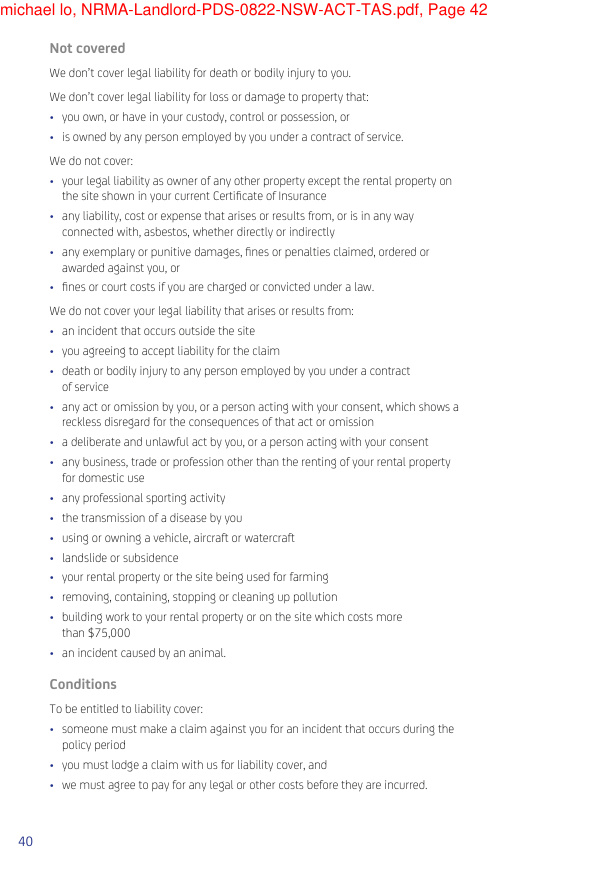 michael lo, NRMA-Landlord-PDS-0822-NSW-ACT-TAS.pdf, Page 42
Not covered
We don't cover legal liability for death or bodily injury to you.
We don't cover legal liability for loss or damage to property that:
• you own, or have in your custody, control or possession, or
• is owned by any person employed by you under a contract of service.
We do not cover:
• your legal liability as owner of any other property except the rental property on
the site shown in your current Certificate of Insurance
• any liability, cost or expense that arises or results from, or is in any way
connected with, asbestos, whether directly or indirectly
• any exemplary or punitive damages, fines or penalties claimed, ordered or
awarded against you, or
• fines or court costs if you are charged or convicted under a law.
We do not cover your legal liability that arises or results from:
• an incident that occurs outside the site
• you agreeing to accept liability for the claim
• death or bodily injury to any person employed by you under a contract
of service
• any act or omission by you, or a person acting with your consent, which shows a
reckless disregard for the consequences of that act or omission
• a deliberate and unlawful act by you, or a person acting with your consent
• any business, trade or profession other than the renting of your rental property
for domestic use
• any professional sporting activity
• the transmission of a disease by you
• using or owning a vehicle, aircraft or watercraft
• landslide or subsidence
• your rental property or the site being used for farming
• removing, containing, stopping or cleaning up pollution
• building work to your rental property or on the site which costs more
than $75,000
• an incident caused by an animal.
Conditions
To be entitled to liability cover:
• someone must make a claim against you for an incident that occurs during the
policy period
• you must lodge a claim with us for liability cover, and
• we must agree to pay for any legal or other costs before they are incurred.
40